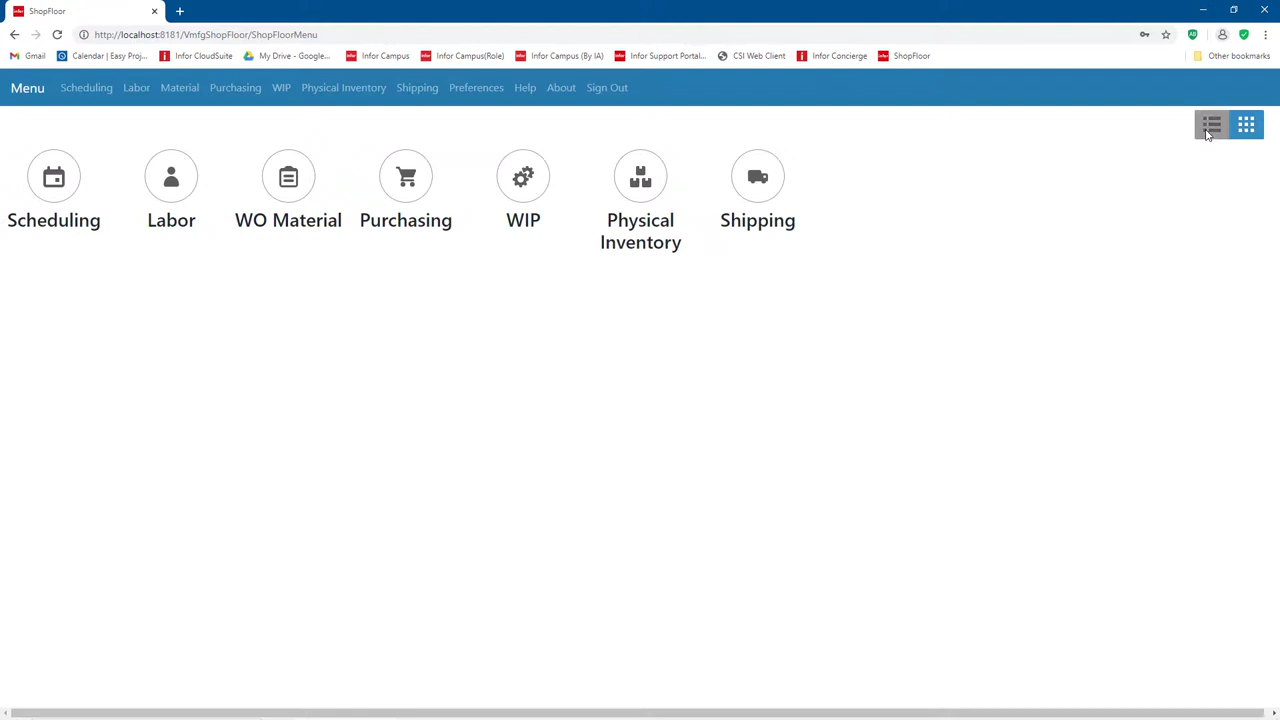 infor ShopFloor
http://localhost:8181/VmfgShopFloor/ShopFloorMenu
Gmail Calendar | Easy Proj... Infor CloudSuite My Drive - Google... Infor Campus Infor Campus(Role) Infor Campus (By IA) Infor Support Portal... CSI Web Client Infor Concierge ShopFloor Other bookmarks
Menu Scheduling Labor Material Purchasing WIP Physical Inventory Shipping Preferences Help About Sign Out
Scheduling Labor WO Material Purchasing WIP Physical Shipping
Inventory